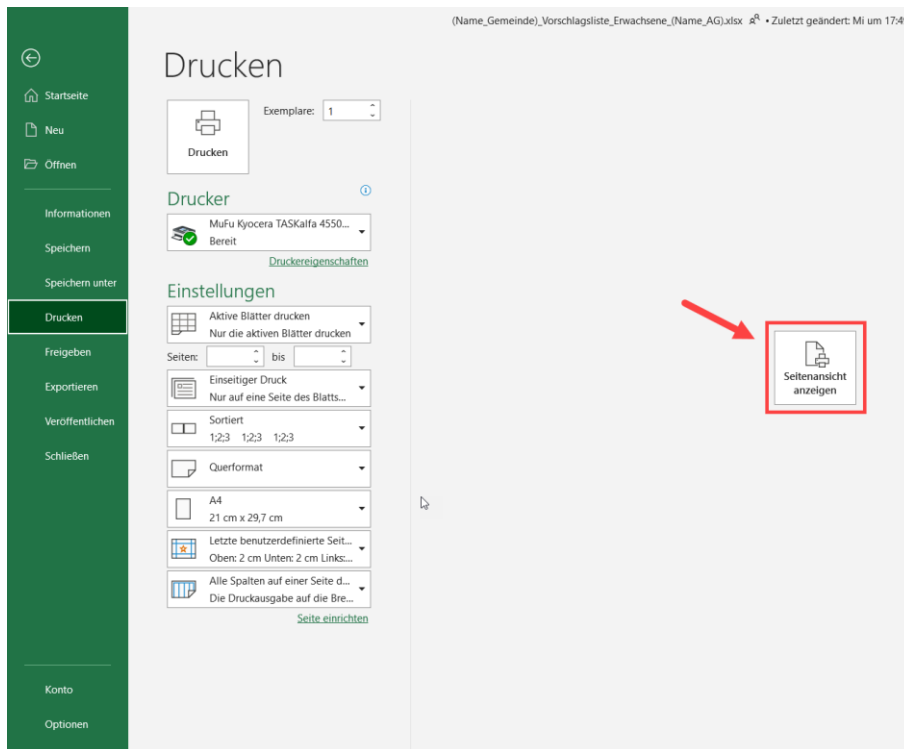 (Name_Gemeinde)_Vorschlagsliste_Erwachsene_(Name_AG).xlsx • Zuletzt geändert: Mi um 17:4
Startseite
Neu
Öffnen
Informationen
Speichern
Speichern unter
Drucken
Freigeben
Exportieren
Veröffentlichen
Schließen
Konto
Optionen
Drucken
Drucken
Exemplare: 1
Drucker
MuFu Kyocera TASKalfa 4550...
Bereit
Druckereigenschaften
Einstellungen
Aktive Blätter drucken
Nur die aktiven Blätter drucken
Seiten: bis
Einseitiger Druck
Nur auf eine Seite des Blatts...
Sortiert
1;2;3 1;2;3 1;2;3
Querformat
A4
21 cm x 29,7 cm
Letzte benutzerdefinierte Seit...
Oben: 2 cm Unten: 2 cm Links:...
Alle Spalten auf einer Seite d...
Die Druckausgabe auf die Bre...
Seite einrichten
Seitenansicht
anzeigen